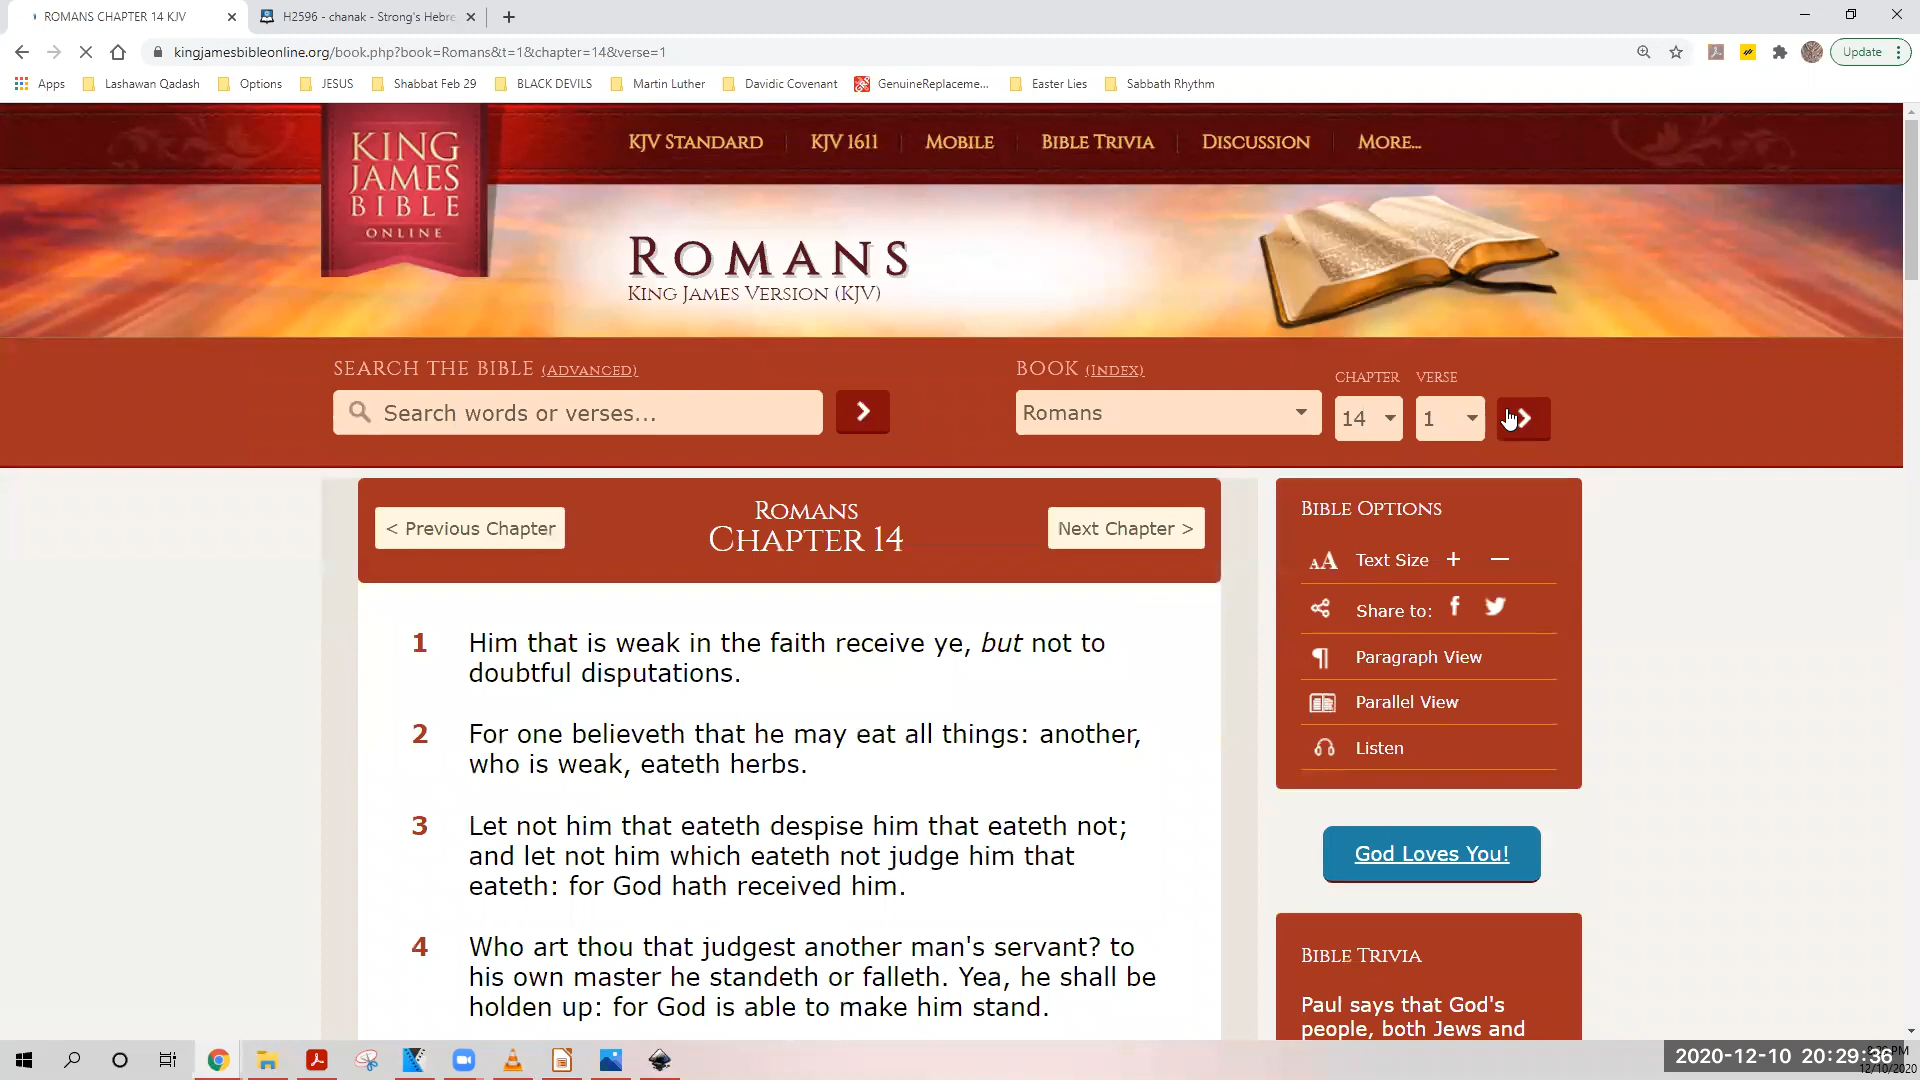 ROMANS CHAPTER 14 KJV
H2596 - chanak - Strong's Hebre
kingjamesbibleonline.org/book.php?book=Romans&t=1&chapter=14&verse=1
Update
Apps
Lashawan Qadash
Options
JESUS
Shabbat Feb 29
BLACK DEVILS
Martin Luther
Davidic Covenant
GenuineReplaceme...
Easter Lies
Sabbath Rhythm
KING
JAMES
BIBLE
ONLINE
KJV STANDARD
KJV 1611
MOBILE
BIBLE TRIVIA
DISCUSSION
MORE...
ROMANS
KING JAMES VERSION (KJV)
SEARCH THE BIBLE (ADVANCED)
Search words or verses...
BOOK (INDEX)
CHAPTER
VERSE
Romans
14
1
< Previous Chapter
ROMANS
CHAPTER 14
Next Chapter >
1 Him that is weak in the faith receive ye, but not to
doubtful disputations.
2 For one believeth that he may eat all things: another,
who is weak, eateth herbs.
3 Let not him that eateth despise him that eateth not;
and let not him which eateth not judge him that
eateth: for God hath received him.
4 Who art thou that judgest another man's servant? to
his own master he standeth or falleth. Yea, he shall be
holden up: for God is able to make him stand.
BIBLE OPTIONS
AA Text Size + —
Share to:
Paragraph View
Parallel View
Listen
God Loves You!
BIBLE TRIVIA
Paul says that God's
people, both Jews and
2020-12-10 20:29:36
12/10/2020